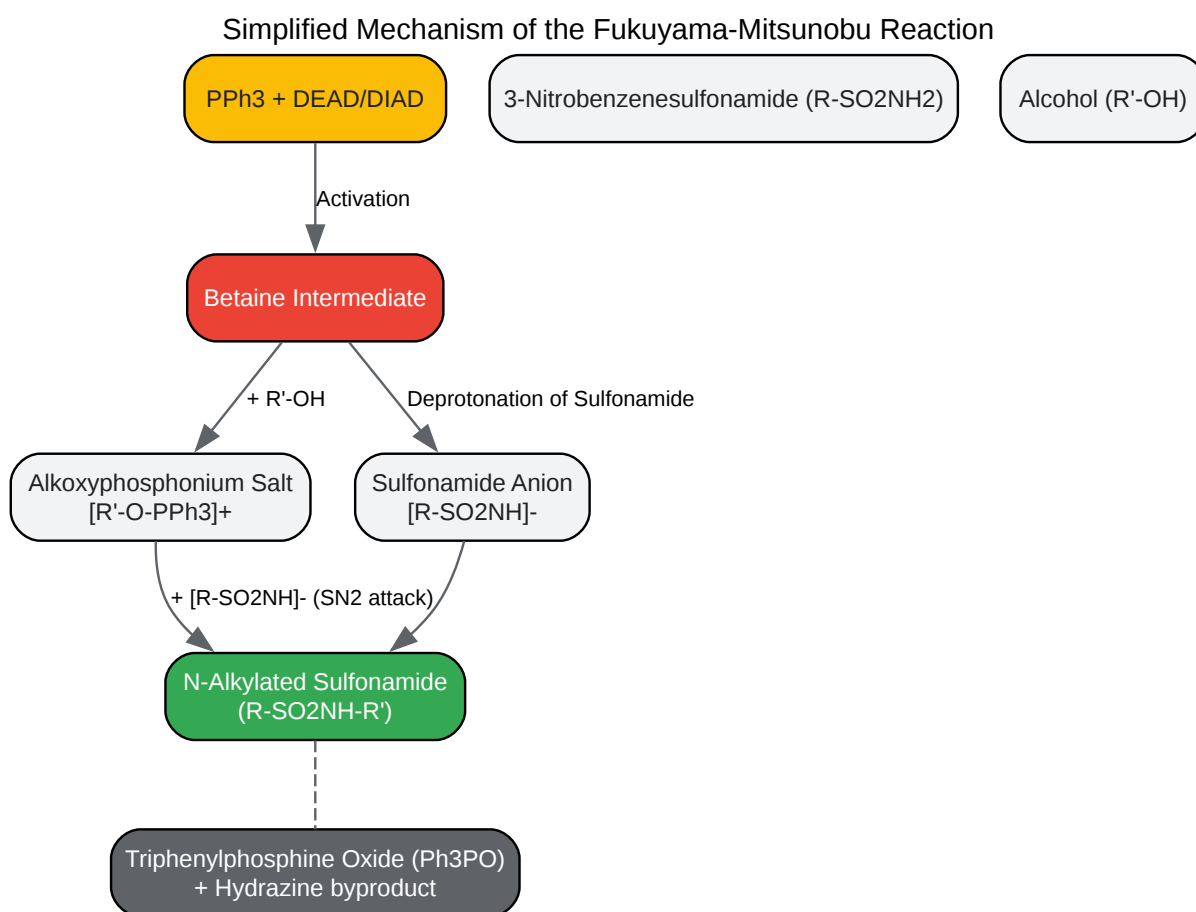 Simplified Mechanism of the Fukuyama-Mitsunobu Reaction
PPh3 + DEAD/DIAD
3-Nitrobenzenesulfonamide (R-SO2NH2)
Alcohol (R'-OH)
Activation
Betaine Intermediate
+ R'-OH
Deprotonation of Sulfonamide
Alkoxyphosphonium Salt
[R'-O-PPh3]+
Sulfonamide Anion
[R-SO2NH]-
+ [R-SO2NH]- (SN2 attack)
N-Alkylated Sulfonamide
(R-SO2NH-R')
Triphenylphosphine Oxide (Ph3PO)
+ Hydrazine byproduct